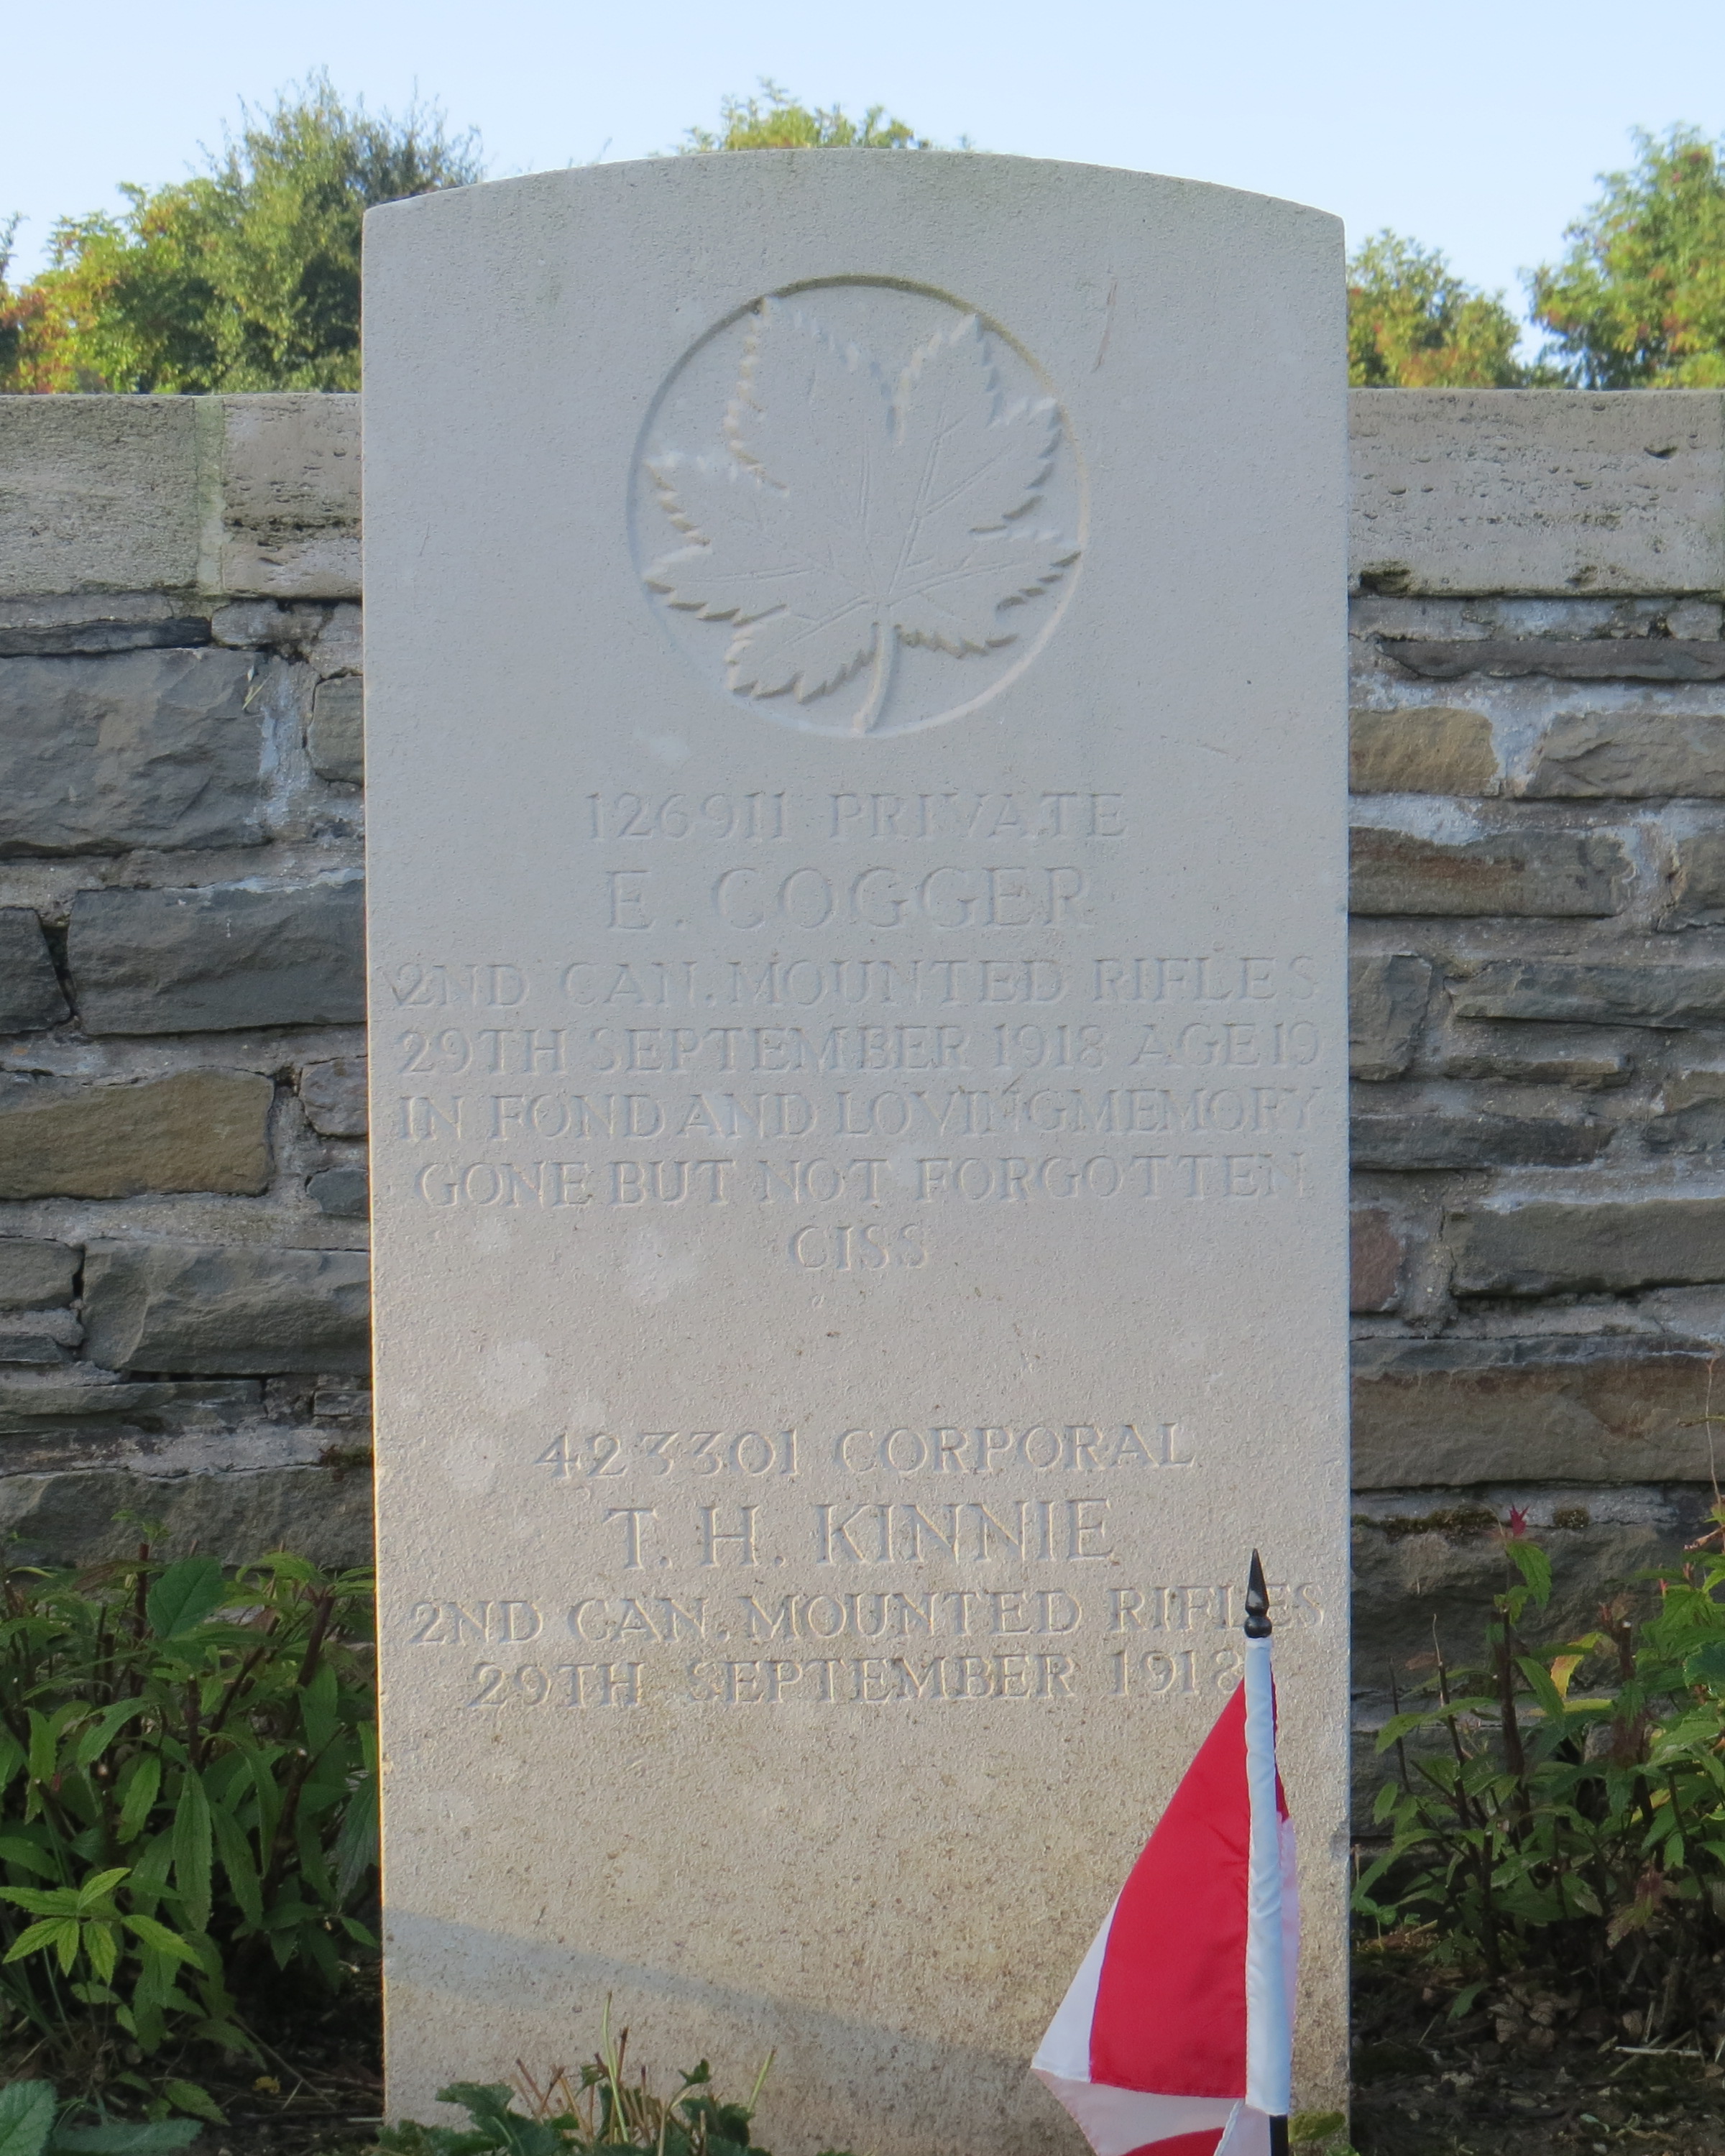 126911 PRIVATE
E. COGGER
2ND CAN. MOUNTED RIFLES
29TH SEPTEMBER 1918 AGE 19
IN FOND AND LOVING MEMORY
GONE BUT NOT FORGOTTEN
CISS
423301 CORPORAL
T. H. KINNIE
2ND CAN. MOUNTED RIFLES
29TH SEPTEMBER 1918